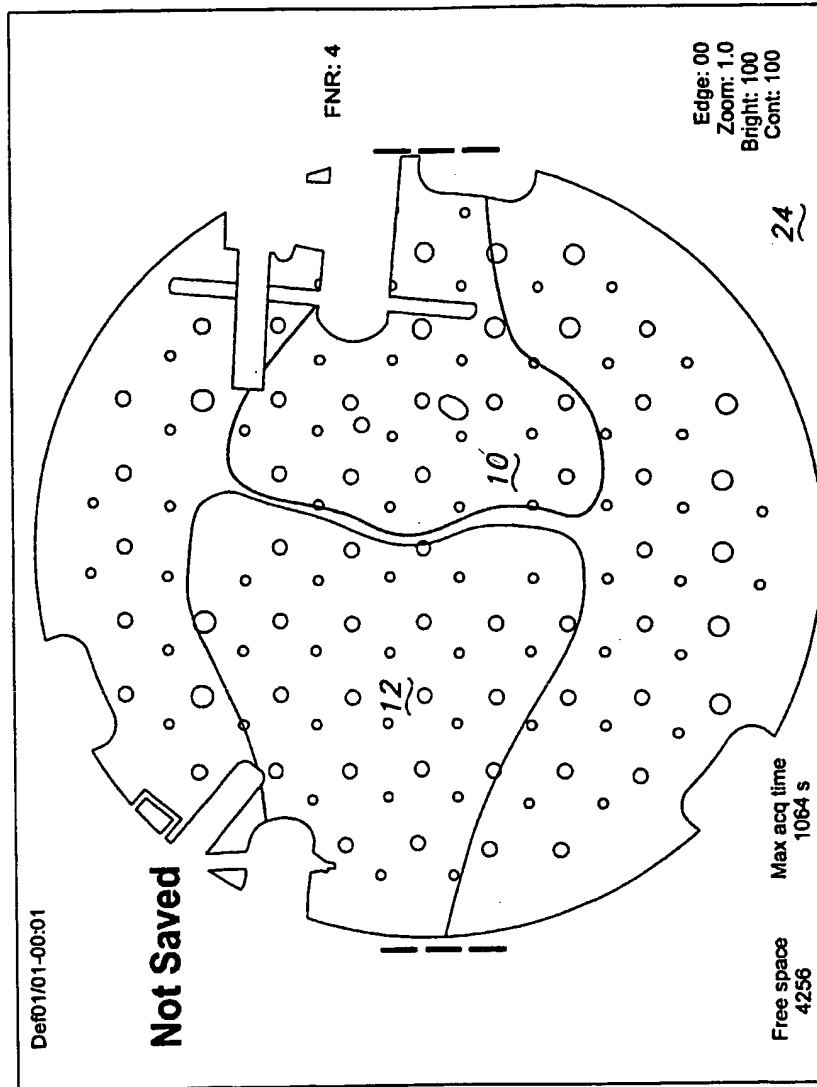 Def01/01-00:01
Not Saved
FNR: 4
10
12
24
Free space
4256
Max acq time
1064 s
Edge: 00
Zoom: 1.0
Bright: 100
Cont: 100